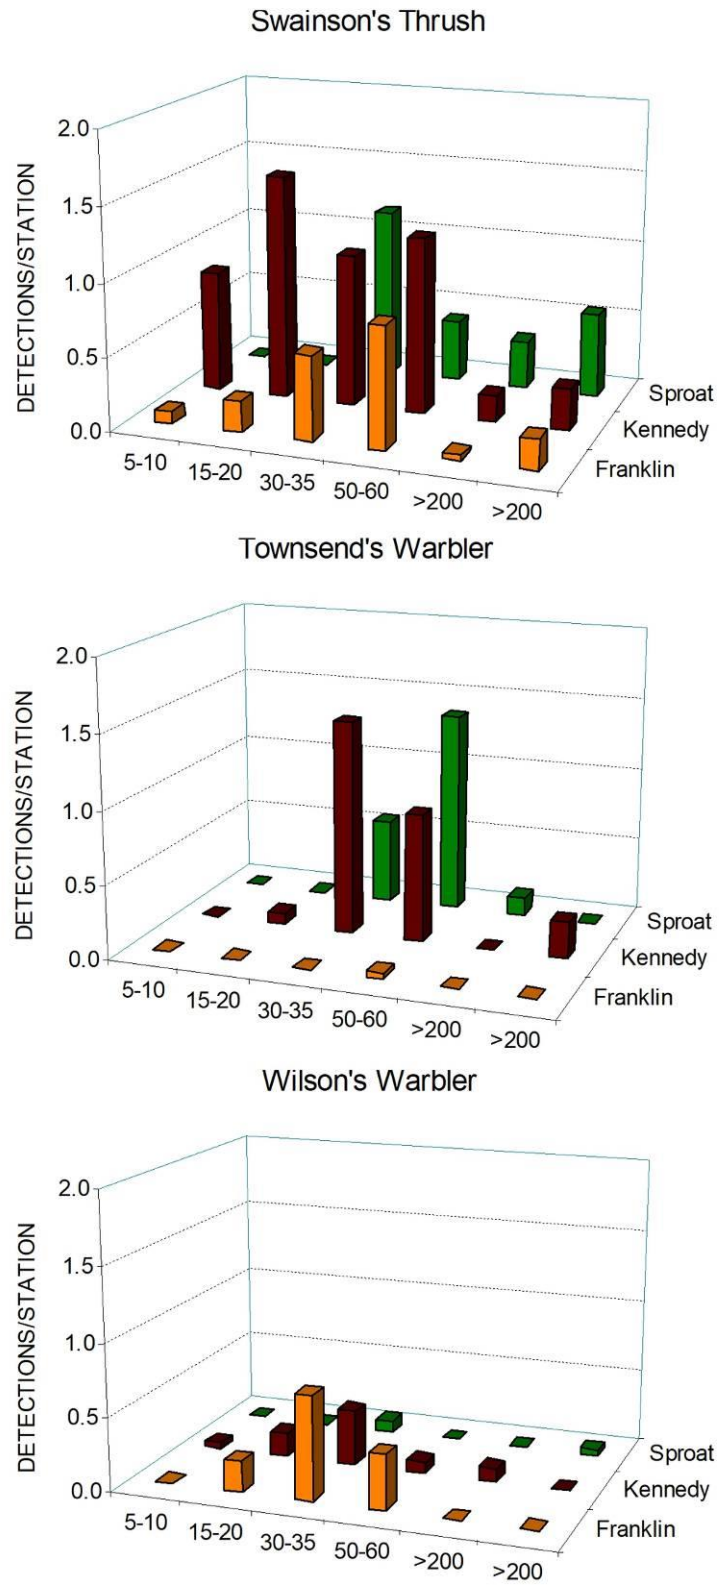 Swainson's Thrush
DETECTIONS/STATION
2.0
1.5
1.0
0.5
0.0
5-10
15-20
30-35
50-60
>200
>200
Sproat
Kennedy
Franklin
Townsend's Warbler
DETECTIONS/STATION
2.0
1.5
1.0
0.5
0.0
5-10
15-20
30-35
50-60
>200
>200
Sproat
Kennedy
Franklin
Wilson's Warbler
DETECTIONS/STATION
2.0
1.5
1.0
0.5
0.0
5-10
15-20
30-35
50-60
>200
>200
Sproat
Kennedy
Franklin